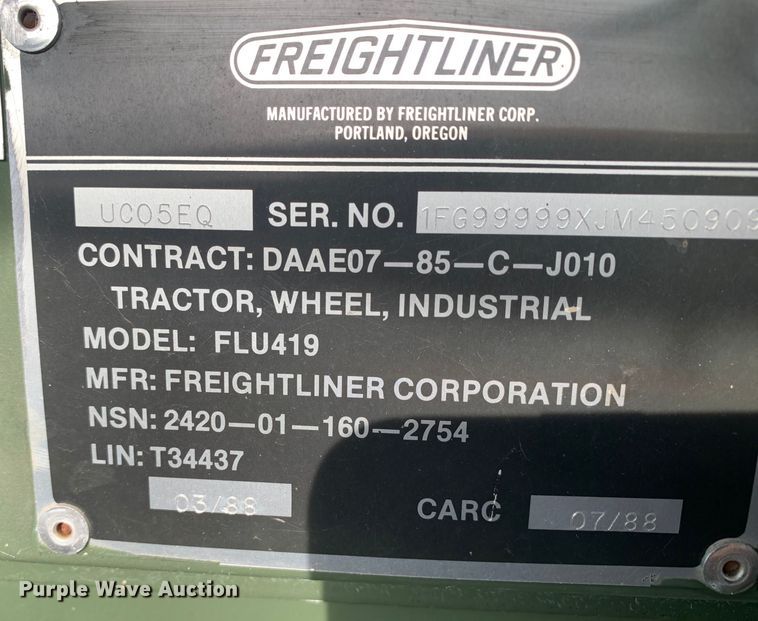 FREIGHTLINER
MANUFACTURED BY FREIGHTLINER CORP.
PORTLAND, OREGON
UC05EQ SER. NO. 1FG99999XJM450909
CONTRACT: DAAE07—85—C—J010
TRACTOR, WHEEL, INDUSTRIAL
MODEL: FLU419
MFR: FREIGHTLINER CORPORATION
NSN: 2420—01—160—2754
LIN: T34437
03/88 CARC 07/88
Purple Wave Auction